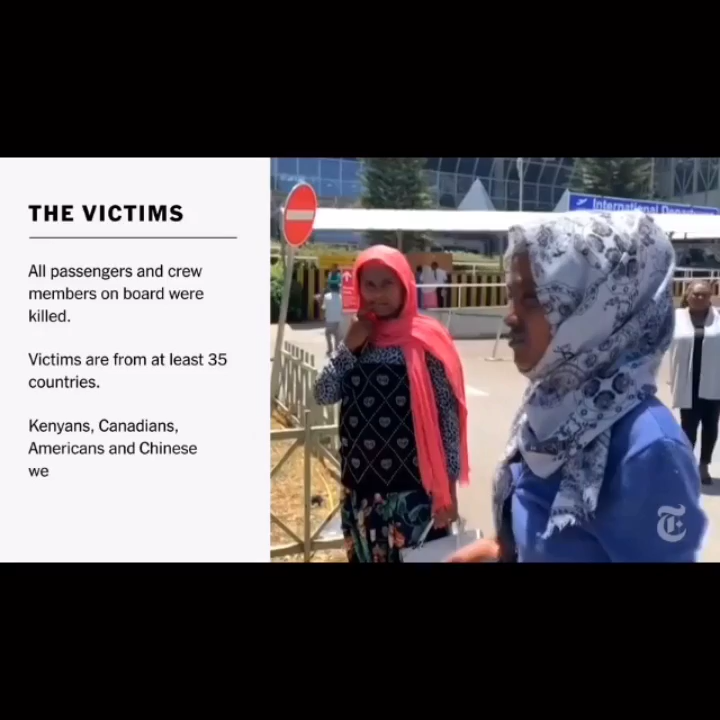 THE VICTIMS
All passengers and crew
members on board were
killed.
Victims are from at least 35
countries.
Kenyans, Canadians,
Americans and Chinese
we
International
T